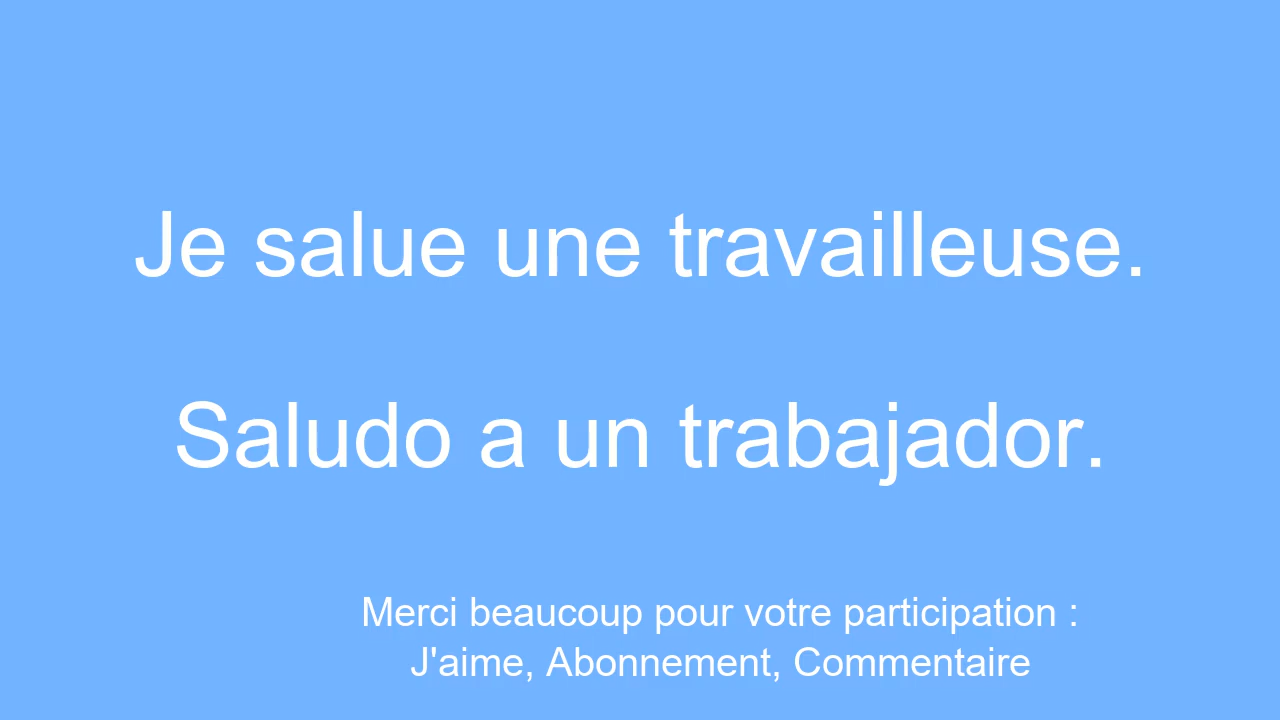 Je salue une travailleuse.
Saludo a un trabajador.
Merci beaucoup pour votre participation :
J'aime, Abonnement, Commentaire